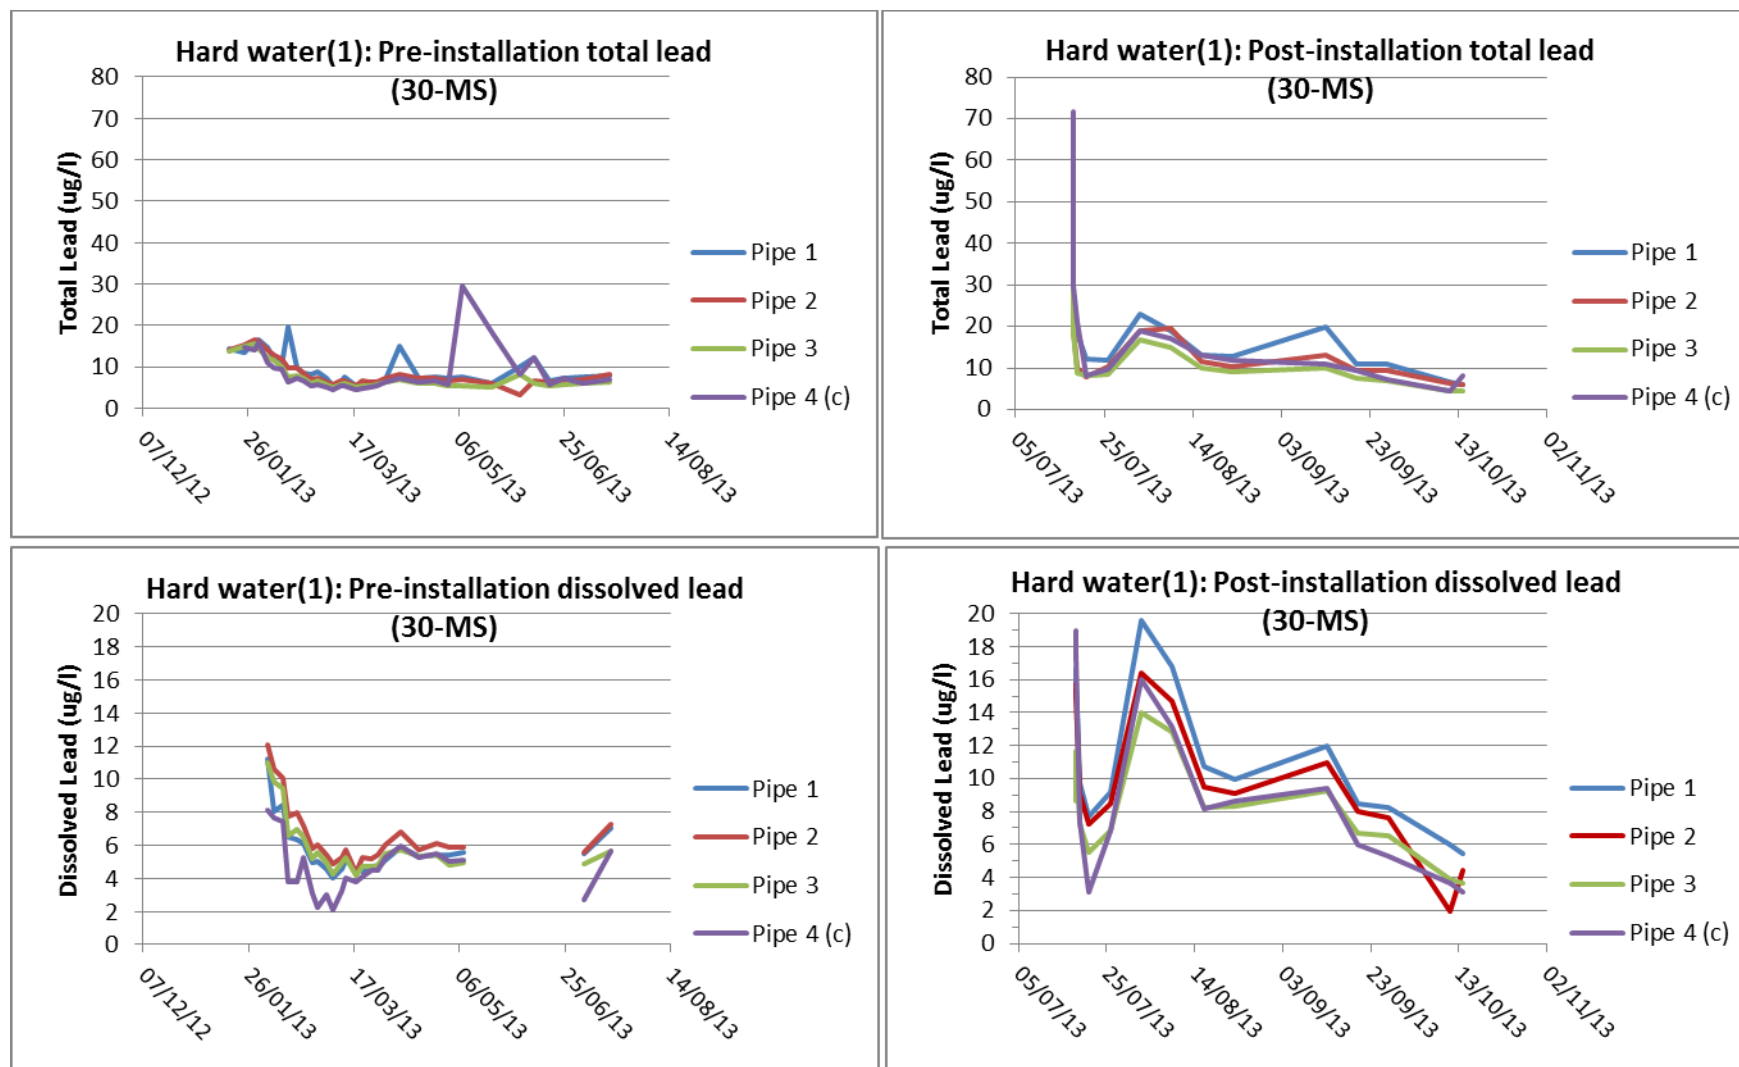 Hard water(1): Pre-installation total lead
(30-MS)
Total Lead (ug/l)
80
70
60
50
40
30
20
10
0
07/12/12
26/01/13
17/03/13
06/05/13
25/06/13
14/08/13
Pipe 1
Pipe 2
Pipe 3
Pipe 4 (c)
Hard water(1): Post-installation total lead
(30-MS)
Total Lead (ug/l)
80
70
60
50
40
30
20
10
0
05/07/13
25/07/13
14/08/13
03/09/13
23/09/13
13/10/13
02/11/13
Pipe 1
Pipe 2
Pipe 3
Pipe 4 (c)
Hard water(1): Pre-installation dissolved lead
(30-MS)
Dissolved Lead (ug/l)
20
18
16
14
12
10
8
6
4
2
0
07/12/12
26/01/13
17/03/13
06/05/13
25/06/13
14/08/13
Pipe 1
Pipe 2
Pipe 3
Pipe 4 (c)
Hard water(1): Post-installation dissolved lead
(30-MS)
Dissolved Lead (ug/l)
20
18
16
14
12
10
8
6
4
2
0
05/07/13
25/07/13
14/08/13
03/09/13
23/09/13
13/10/13
02/11/13
Pipe 1
Pipe 2
Pipe 3
Pipe 4 (c)